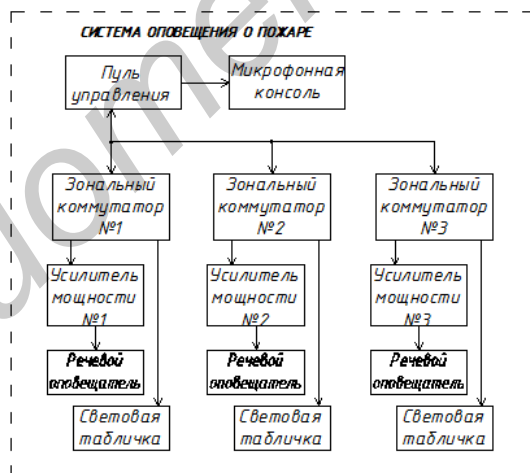 СИСТЕМА ОПОВЕЩЕНИЯ О ПОЖАРЕ
Пуль
управления
Микрофонная
консоль
Зональный
коммутатор
№1
Зональный
коммутатор
№2
Зональный
коммутатор
№3
Усилитель
мощности
№1
Усилитель
мощности
№2
Усилитель
мощности
№3
Речевой
оповещатель
Речевой
оповещатель
Речевой
оповещатель
Световая
табличка
Световая
табличка
Световая
табличка